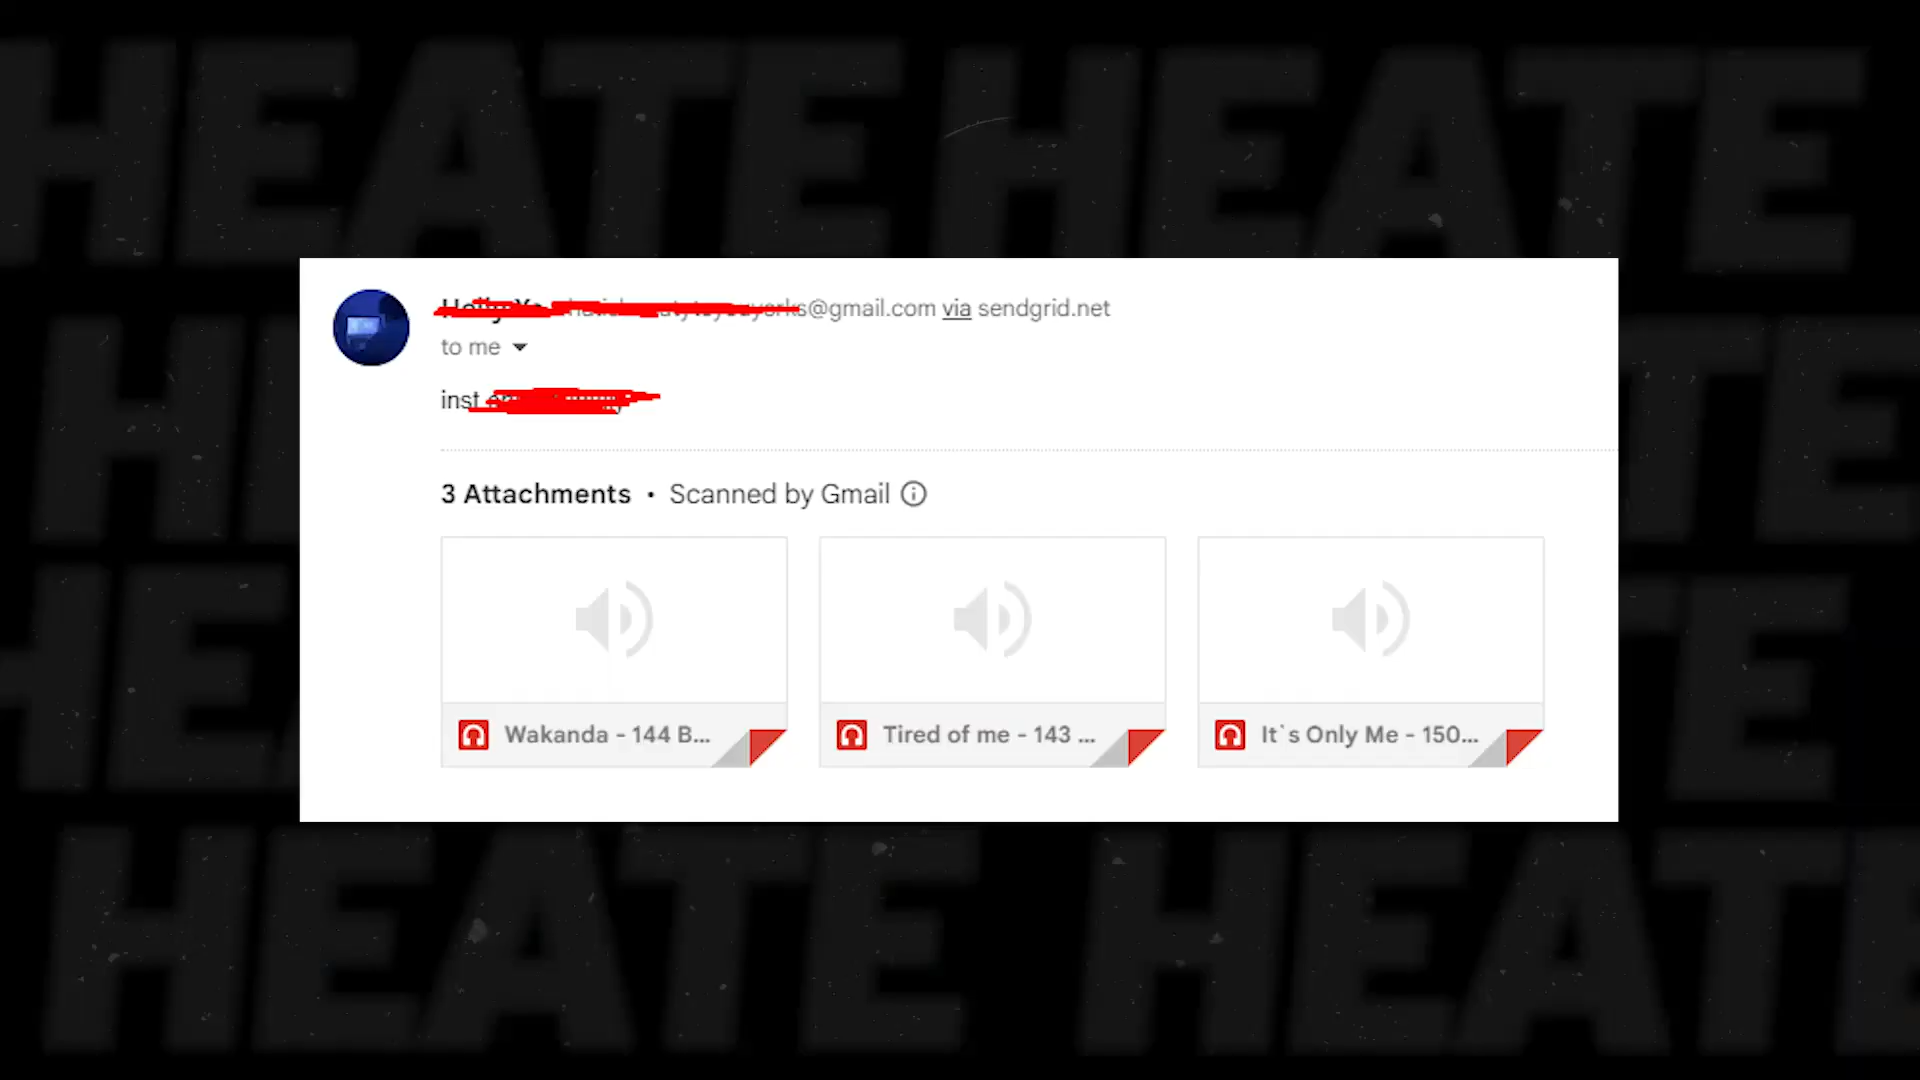 HEATE HEATE
@gmail.com via sendgrid.net
to me
inst
3 Attachments • Scanned by Gmail
Wakanda - 144 B...
Tired of me - 143 ...
It`s Only Me - 150...
HEATE HEATE